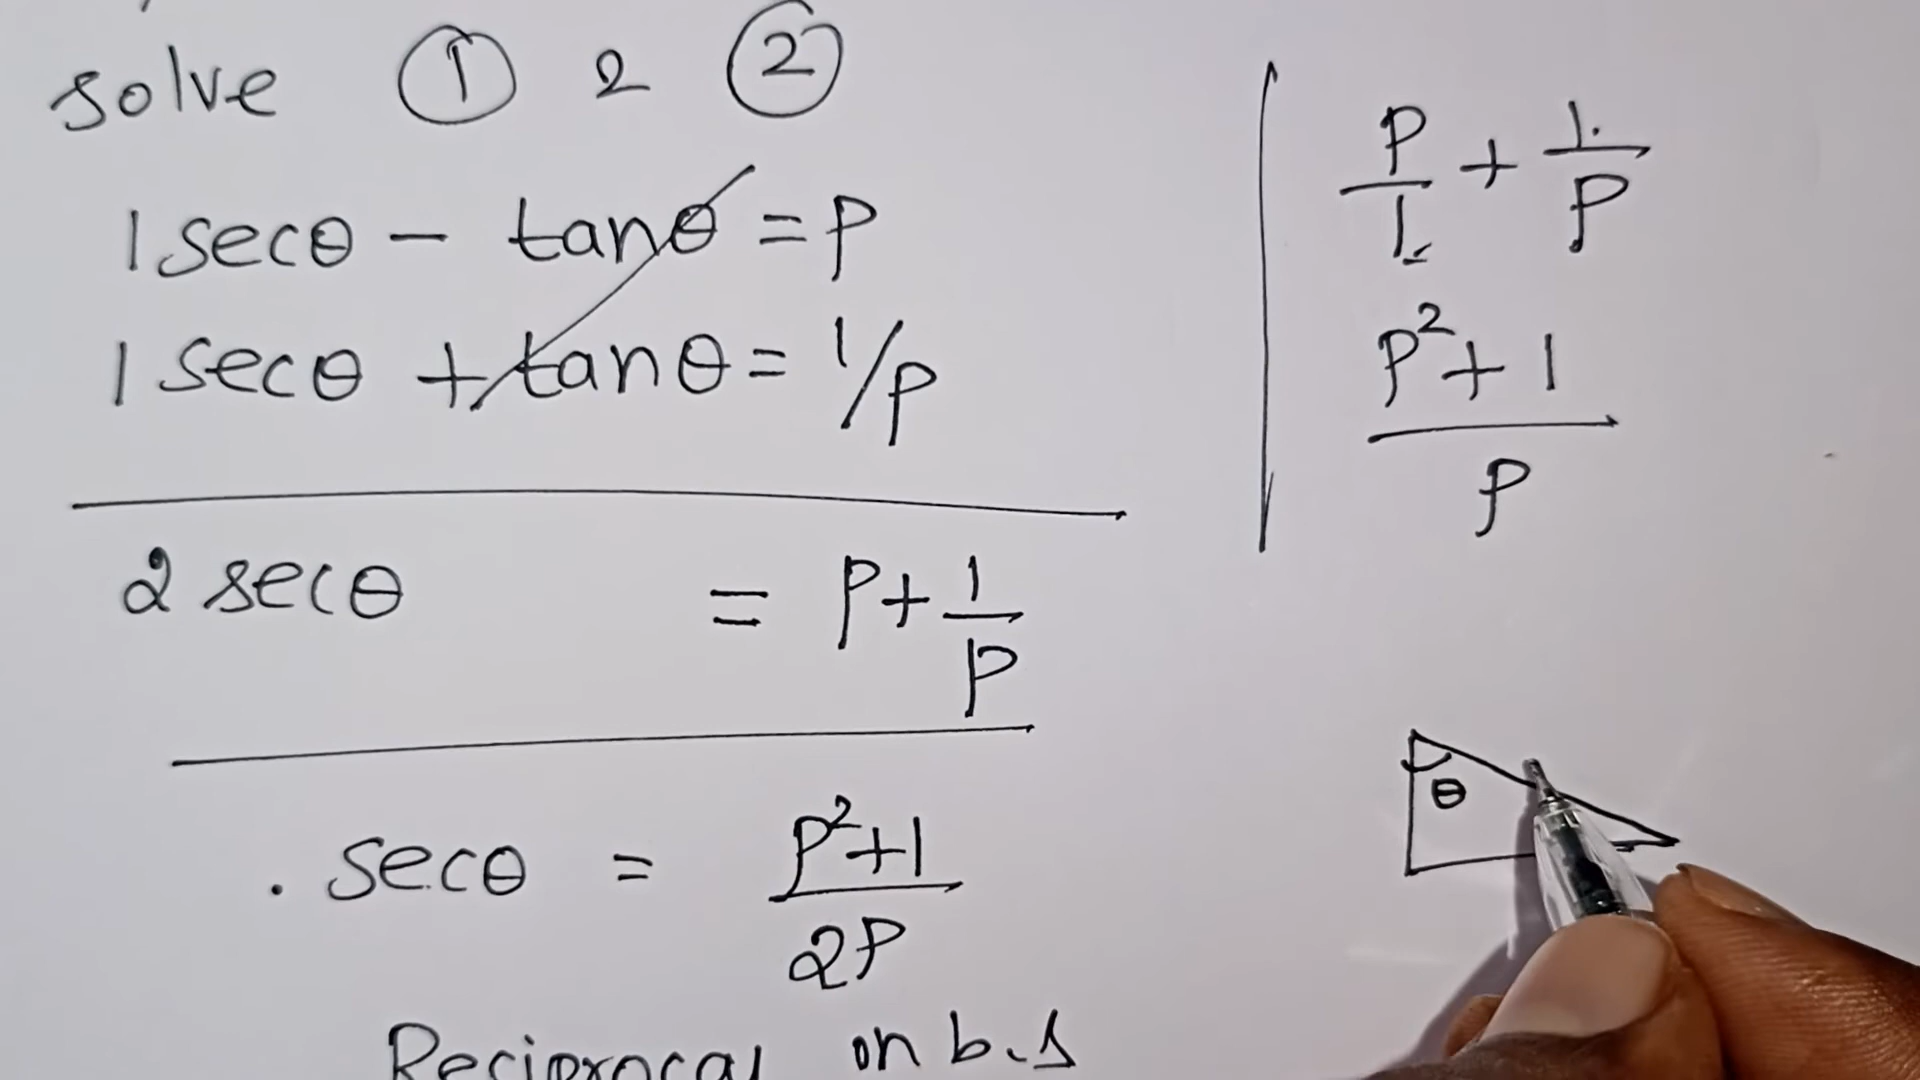 solve ① & ②
1 secθ - tanθ = P
1 secθ + tanθ = 1/P
2 secθ = P + 1/P
. secθ = P²+1/2P
Reciprocal on b.s
P/1 + 1/P
P²+1/P
θ